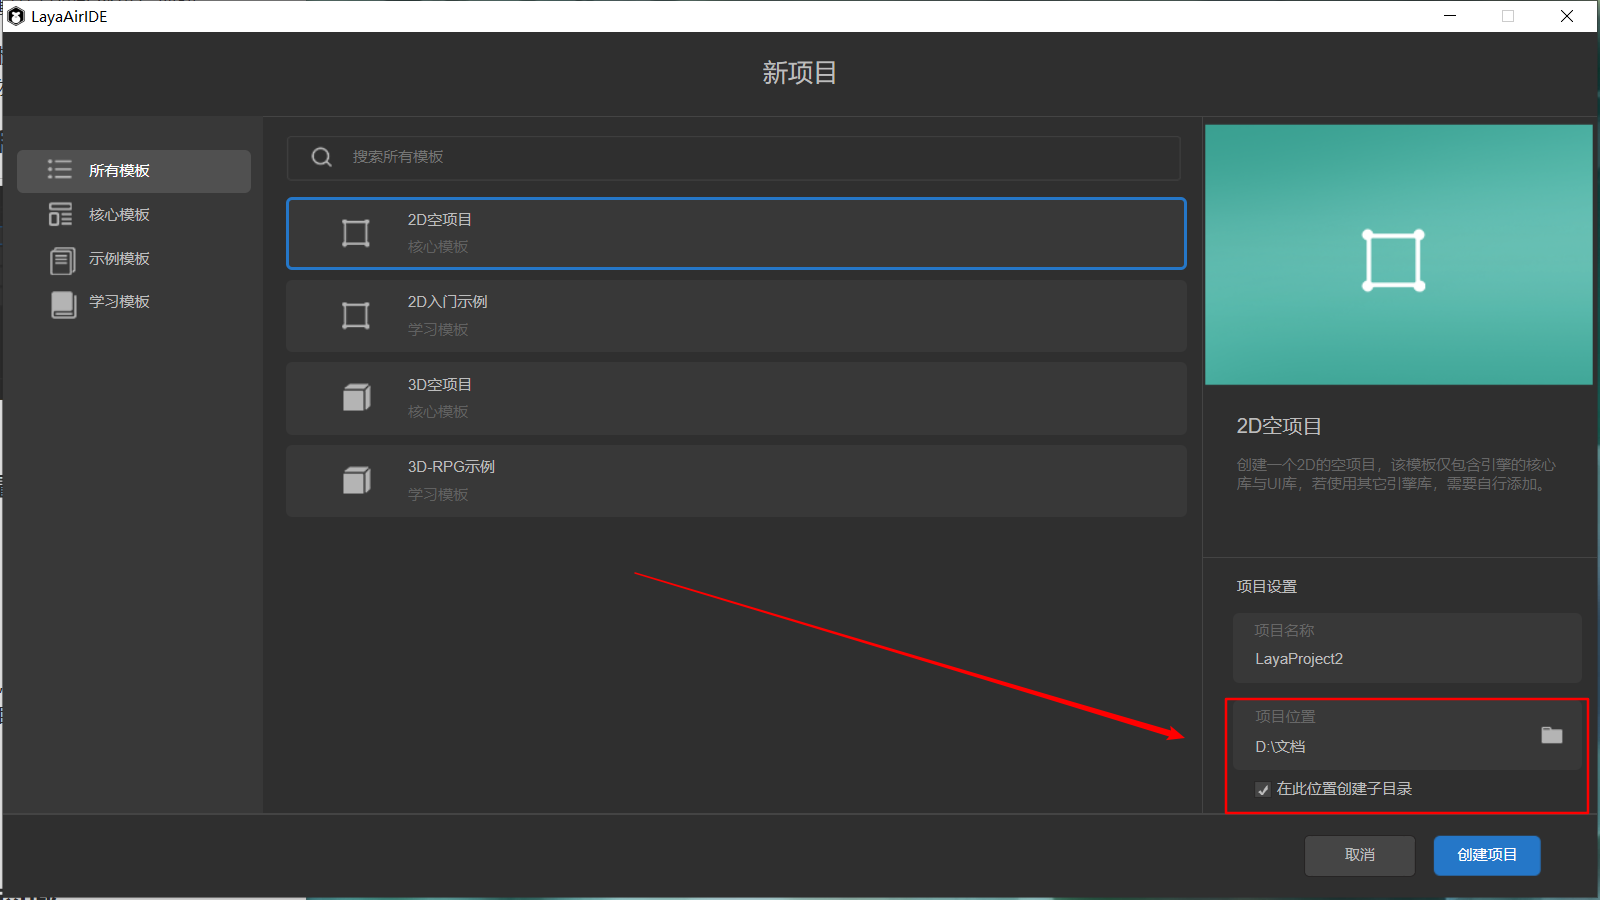 LayaAirIDE
新项目
所有模板
核心模板
示例模板
学习模板
搜索所有模板
2D空项目
核心模板
2D入门示例
学习模板
3D空项目
核心模板
3D-RPG示例
学习模板
2D空项目
创建一个2D的空项目，该模板仅包含引擎的核心
库与UI库，若使用其它引擎库，需要自行添加。
项目设置
项目名称
LayaProject2
项目位置
D:\文档
在此位置创建子目录
取消
创建项目